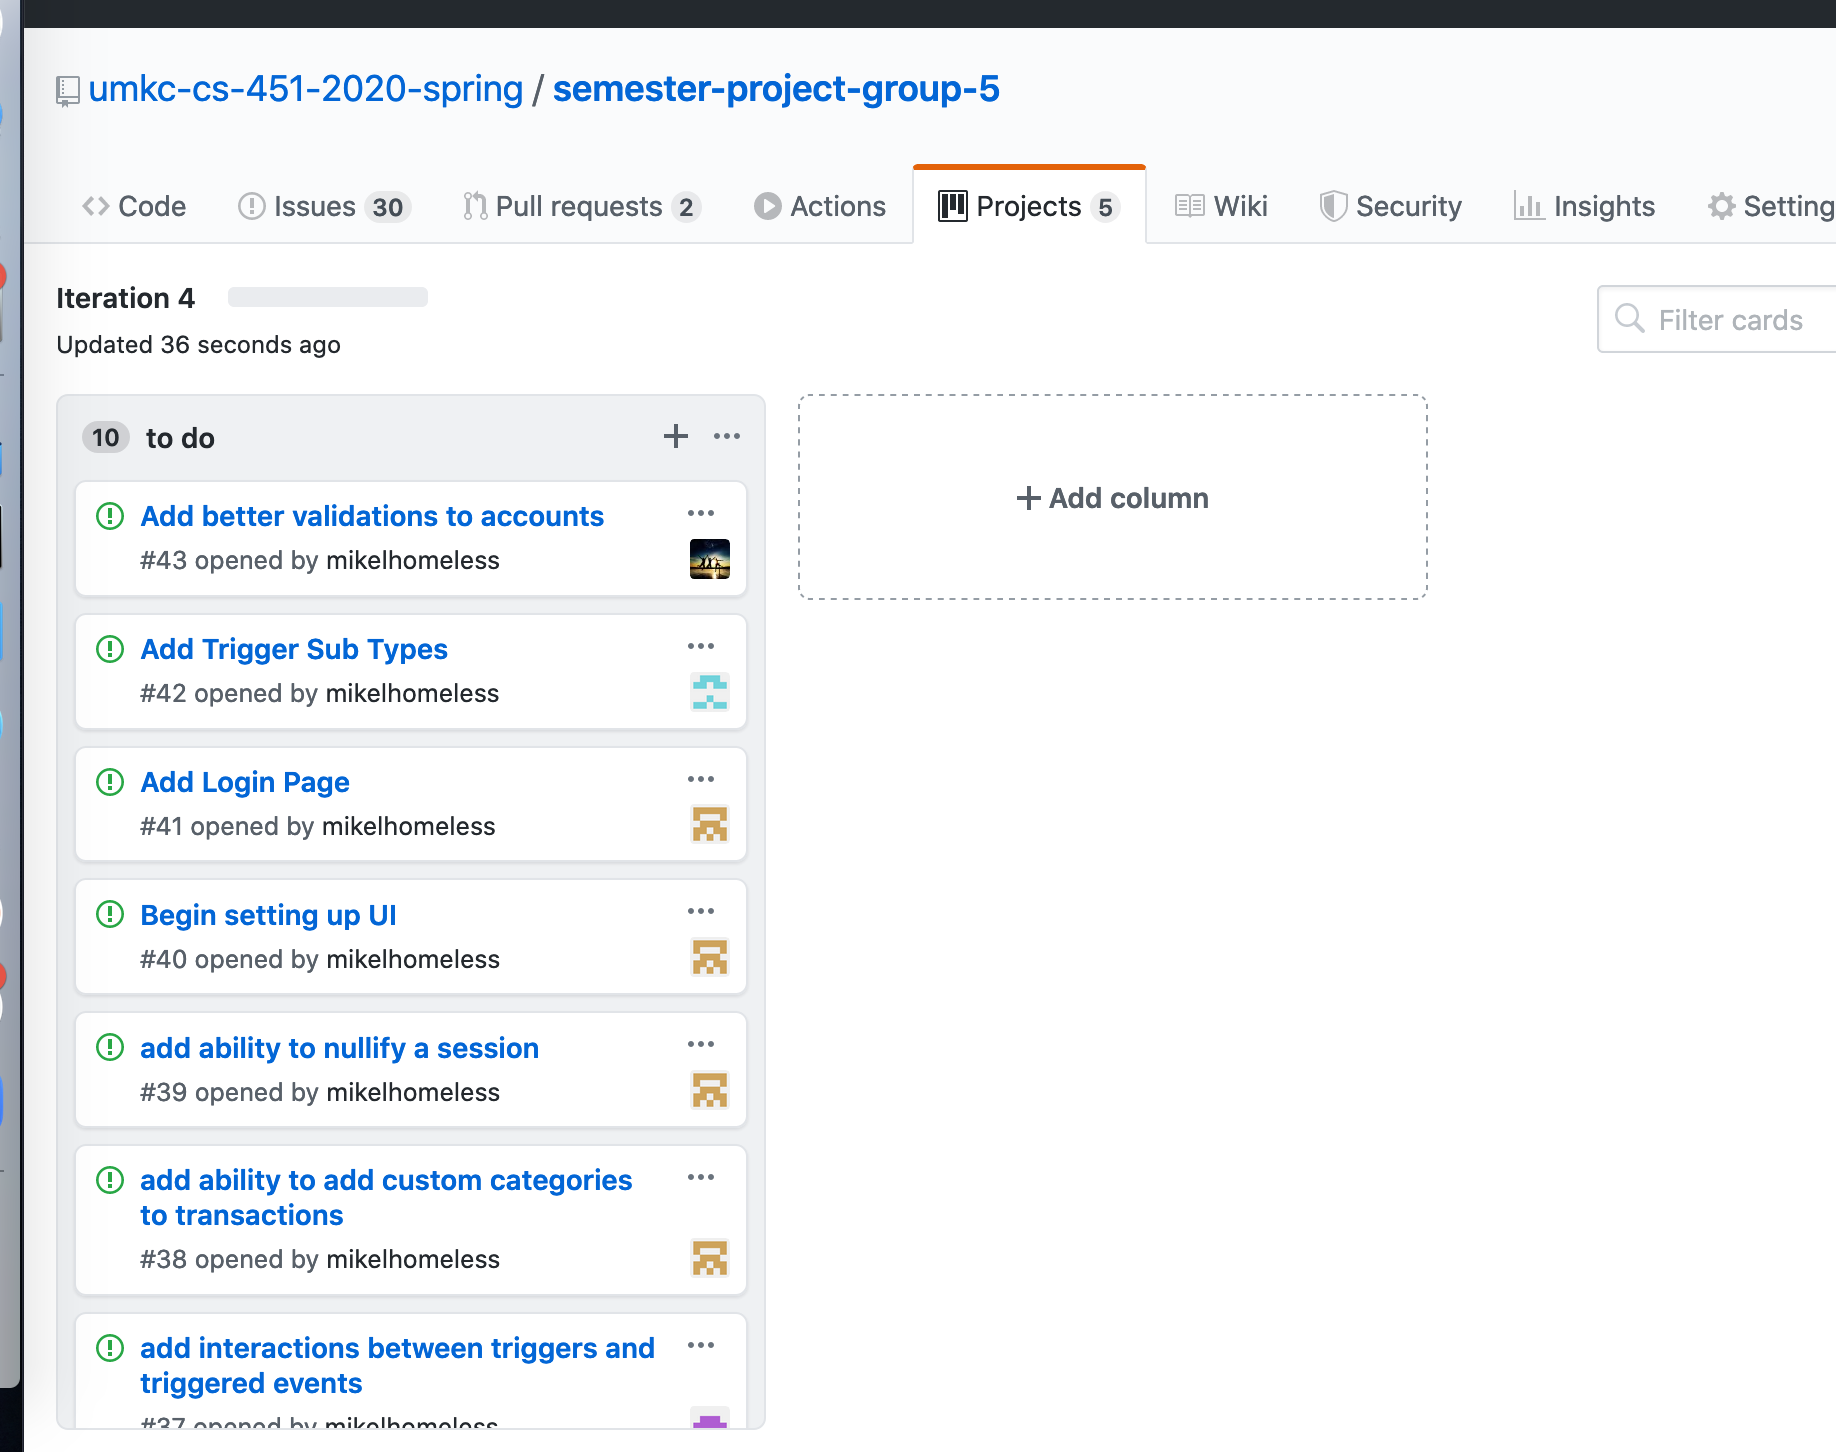 umkc-cs-451-2020-spring / semester-project-group-5
Code Issues 30 Pull requests 2 Actions Projects 5 Wiki Security Insights Setting
Iteration 4
Updated 36 seconds ago
Filter cards
10 to do
Add better validations to accounts
#43 opened by mikelhomeless
Add Trigger Sub Types
#42 opened by mikelhomeless
Add Login Page
#41 opened by mikelhomeless
Begin setting up UI
#40 opened by mikelhomeless
add ability to nullify a session
#39 opened by mikelhomeless
add ability to add custom categories
to transactions
#38 opened by mikelhomeless
add interactions between triggers and
triggered events
#37 opened by mikelhomeless
Add column